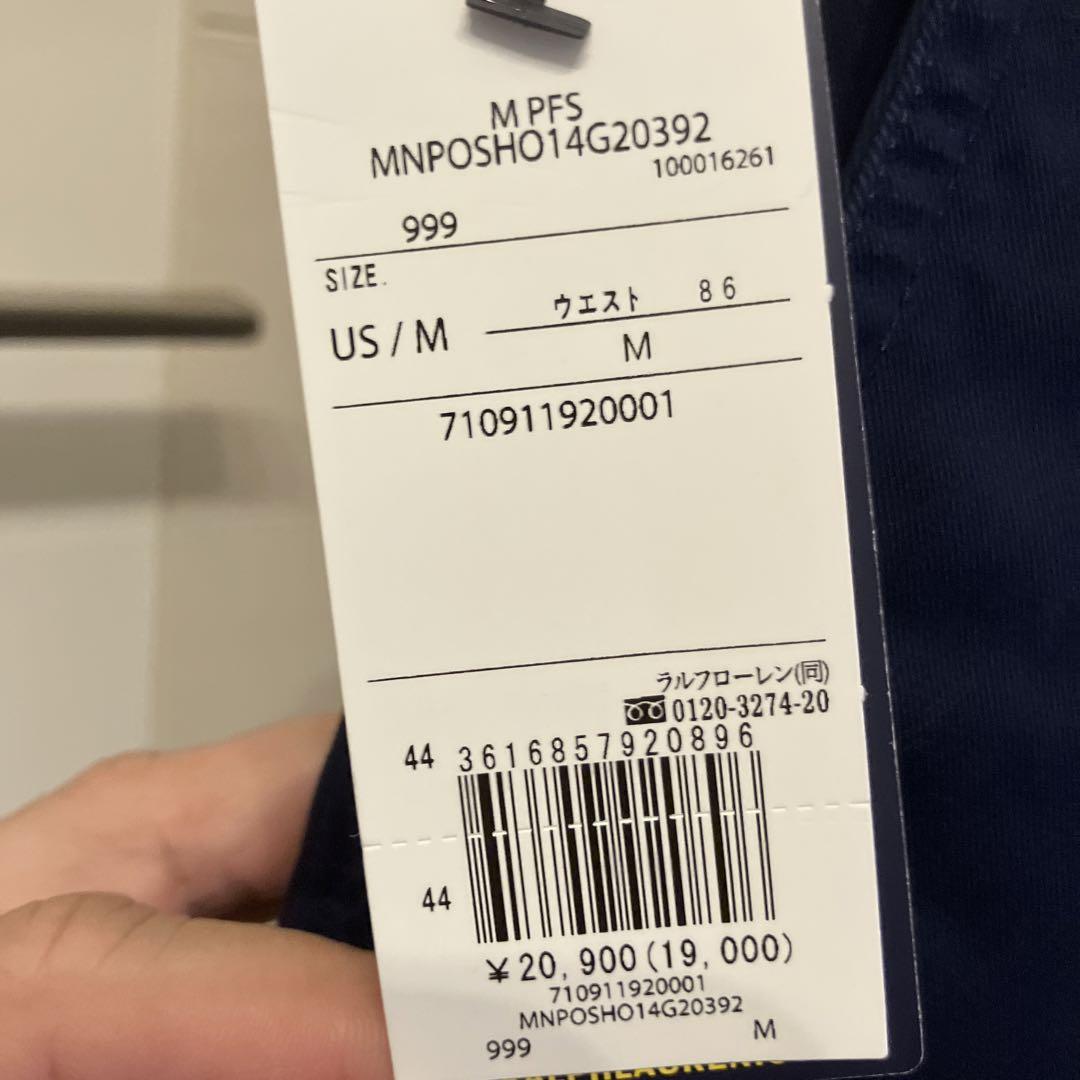 M PFS
MNPOSHO14G20392
100016261
999
SIZE.
US / M
ウエスト 86
M
710911920001
ラルフローレン(同)
0120-3274-20
44 3616857920896
44
¥20,900(19,000)
710911920001
MNPOSHO14G20392
999 M